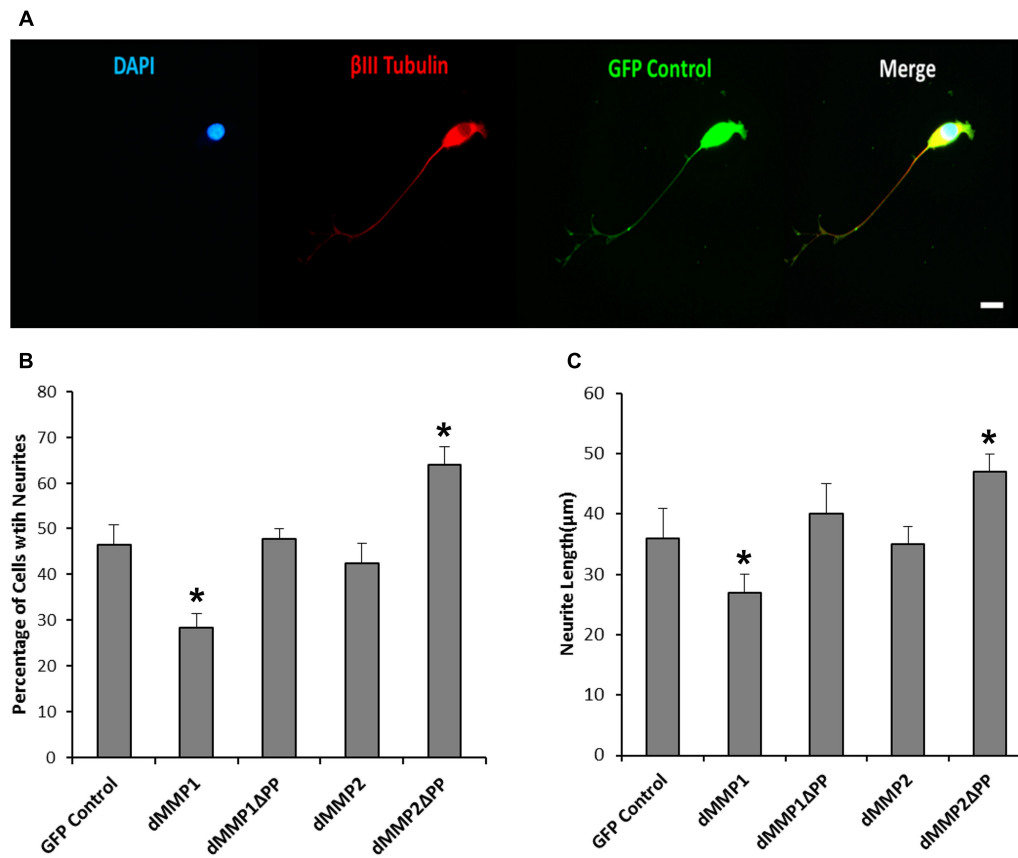 A
DAPI
βIII Tubulin
GFP Control
Merge
B
80
70
60
50
40
30
20
10
0
Percentage of Cells wtih Neurites
*
*
GFP Control
dMMP1
dMMP1ΔPP
dMMP2
dMMP2ΔPP
C
60
50
40
30
20
10
0
Neurite Length(µm)
*
*
GFP Control
dMMP1
dMMP1ΔPP
dMMP2
dMMP2ΔPP